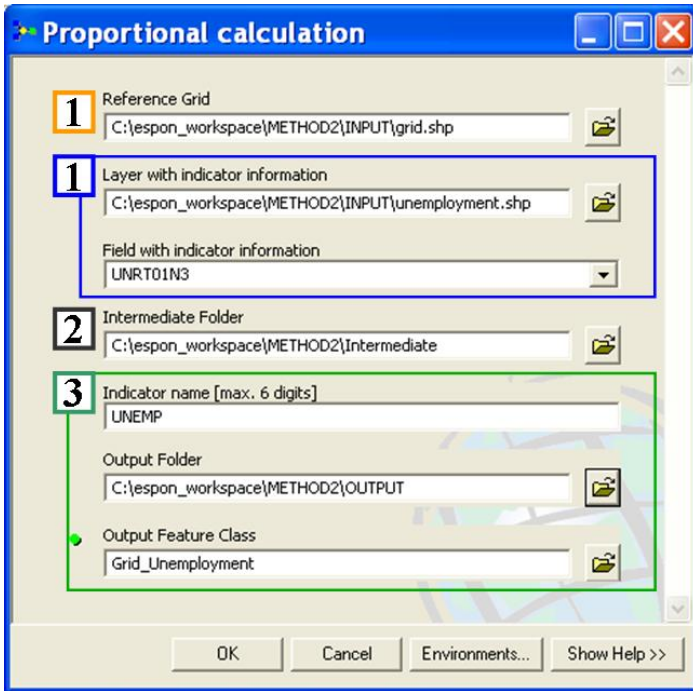 Proportional calculation
1
Reference Grid
C:\espon_workspace\METHOD2\INPUT\grid.shp
1
Layer with indicator information
C:\espon_workspace\METHOD2\INPUT\unemployment.shp
Field with indicator information
UNRT01N3
2
Intermediate Folder
C:\espon_workspace\METHOD2\Intermediate
3
Indicator name [max. 6 digits]
UNEMP
Output Folder
C:\espon_workspace\METHOD2\OUTPUT
Output Feature Class
Grid_Unemployment
OK Cancel Environments... Show Help >>